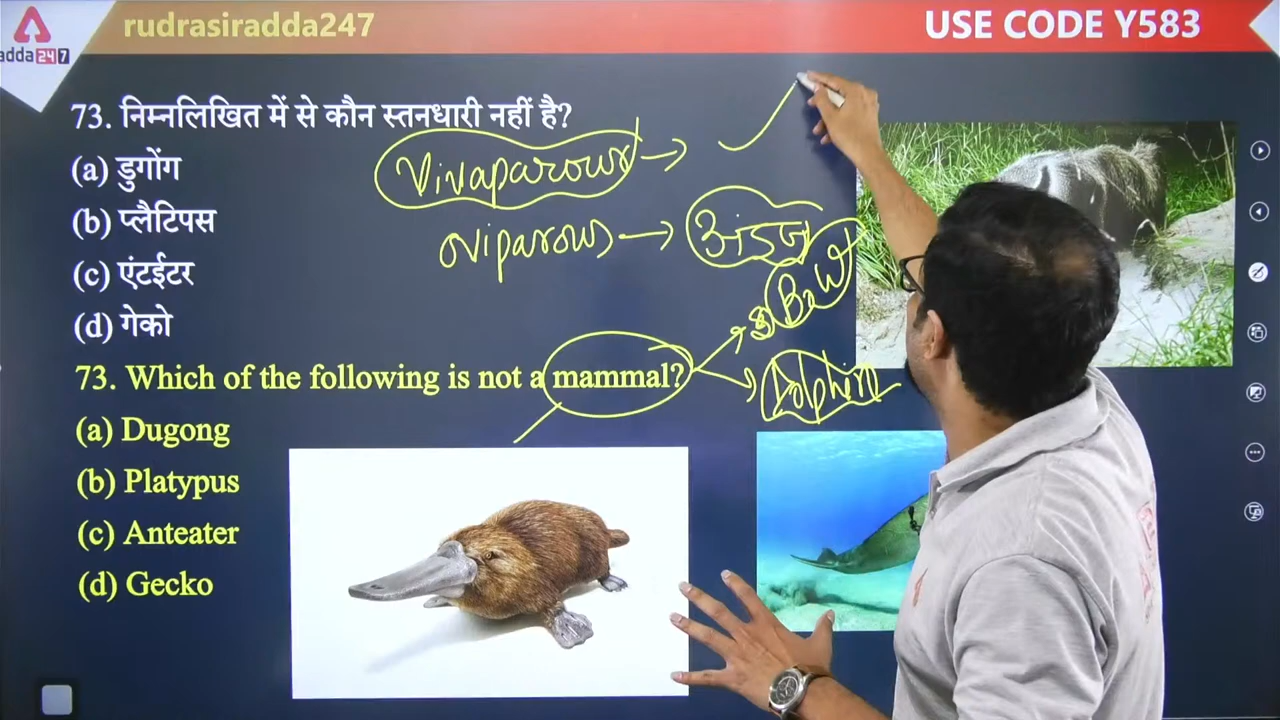 rudrasiradda247
USE CODE Y583
adda247
73. निम्नलिखित में से कौन स्तनधारी नहीं है?
(a) डुगोंग
(b) प्लैटिपस
(c) एंटईटर
(d) गेको
Vivaparous →
oviparous → अंडज
Bat
Dolphin
73. Which of the following is not a mammal?
(a) Dugong
(b) Platypus
(c) Anteater
(d) Gecko